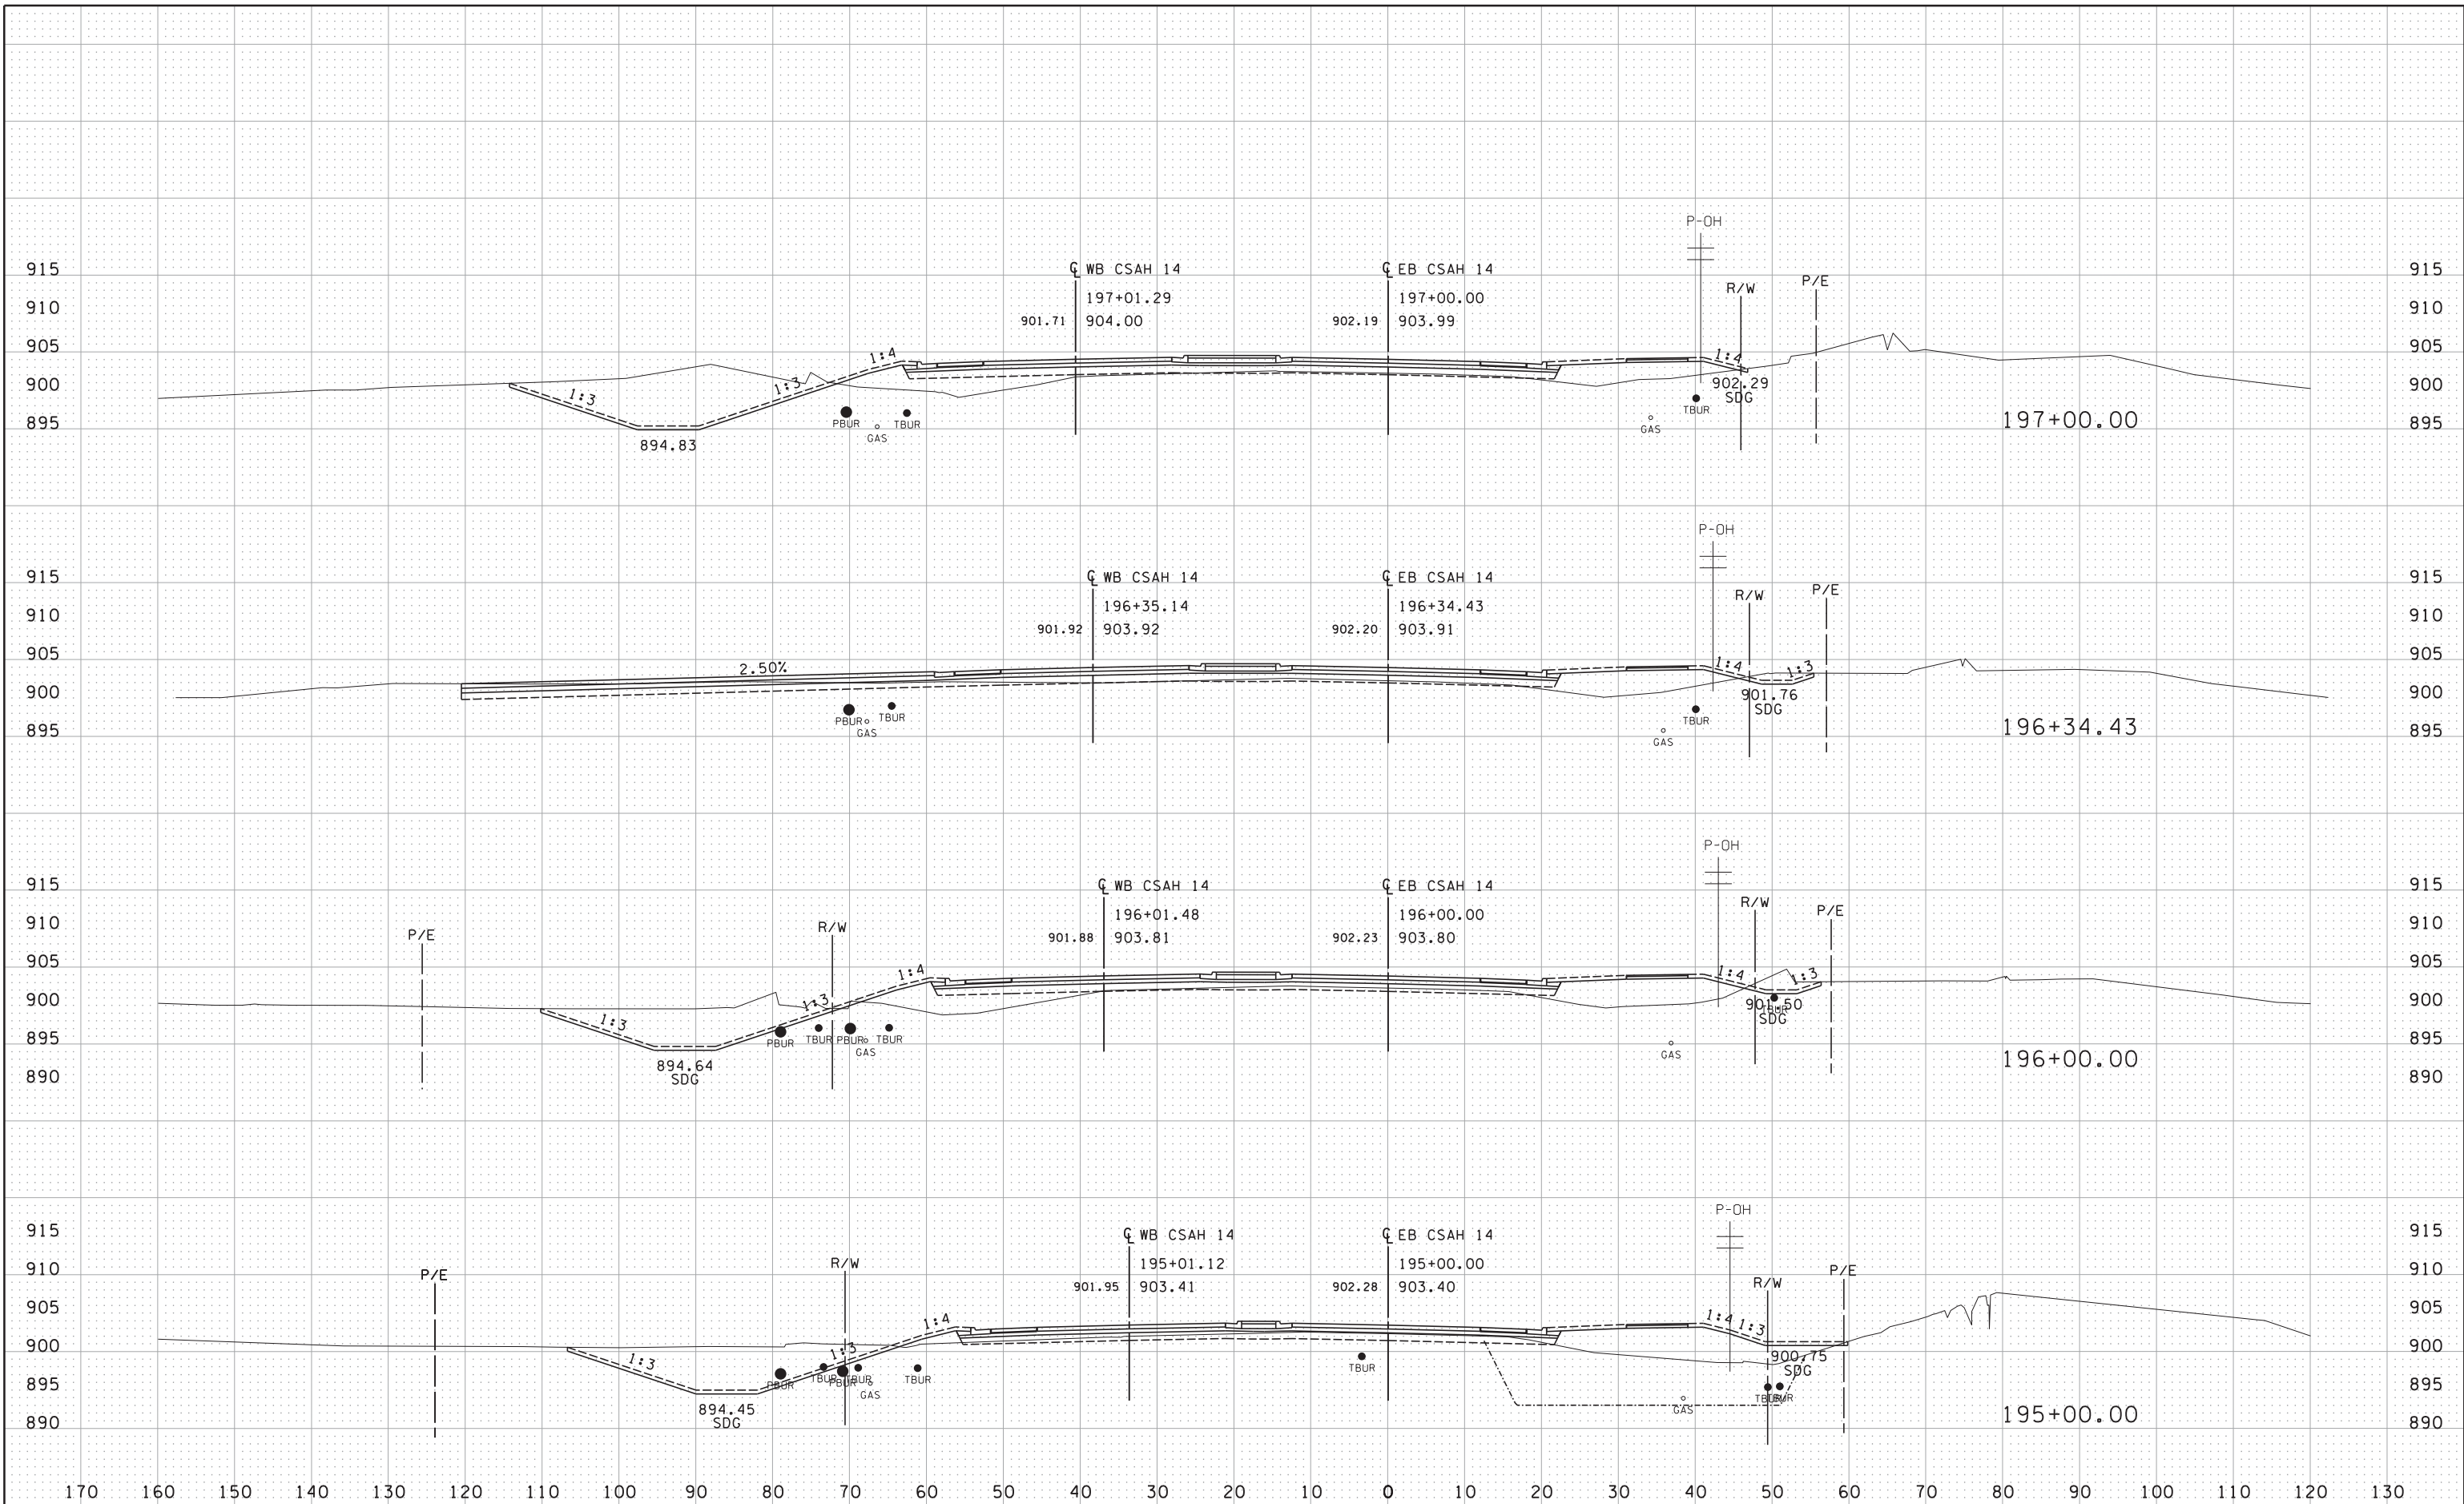 P-OH
915 ℄ WB CSAH 14 ℄ EB CSAH 14 915
P/E
R/W
197+01.29 197+00.00
910 910
901.71 904.00 902.19 903.99
905 1:4 1:4 905
900 1:3 1:3 902.29 900
SDG
TBUR
895 PBUR TBUR GAS 197+00.00 895
GAS
894.83
P-OH
915 ℄ WB CSAH 14 ℄ EB CSAH 14 915
P/E
R/W
196+35.14 196+34.43
910 910
901.92 903.92 902.20 903.91
905 2.50% 1:4 1:3 905
900 901.76 900
SDG
PBUR TBUR TBUR
895 GAS GAS 196+34.43 895
P-OH
915 ℄ WB CSAH 14 ℄ EB CSAH 14 915
R/W P/E
196+01.48 196+00.00
910 R/W 910
P/E 901.88 903.81 902.23 903.80
905 1:4 1:4 1:3 905
900 1:3 901.50 900
TBUR
1:3 SDG
895 PBUR TBUR PBUR TBUR 895
GAS GAS 196+00.00
894.64
890 SDG 890
P-OH
915 ℄ WB CSAH 14 ℄ EB CSAH 14 915
R/W 195+01.12 195+00.00 P/E
910 P/E R/W 910
901.95 903.41 902.28 903.40
905 1:4 1:4 1:3 905
900 1:3 1:3 900.75 900
TBUR SDG
895 PBUR TBUR PBUR TBUR TBUR 895
GAS TBUR TBUR
894.45 GAS 195+00.00
890 SDG 890
170 160 150 140 130 120 110 100 90 80 70 60 50 40 30 20 10 0 10 20 30 40 50 60 70 80 90 100 110 120 130